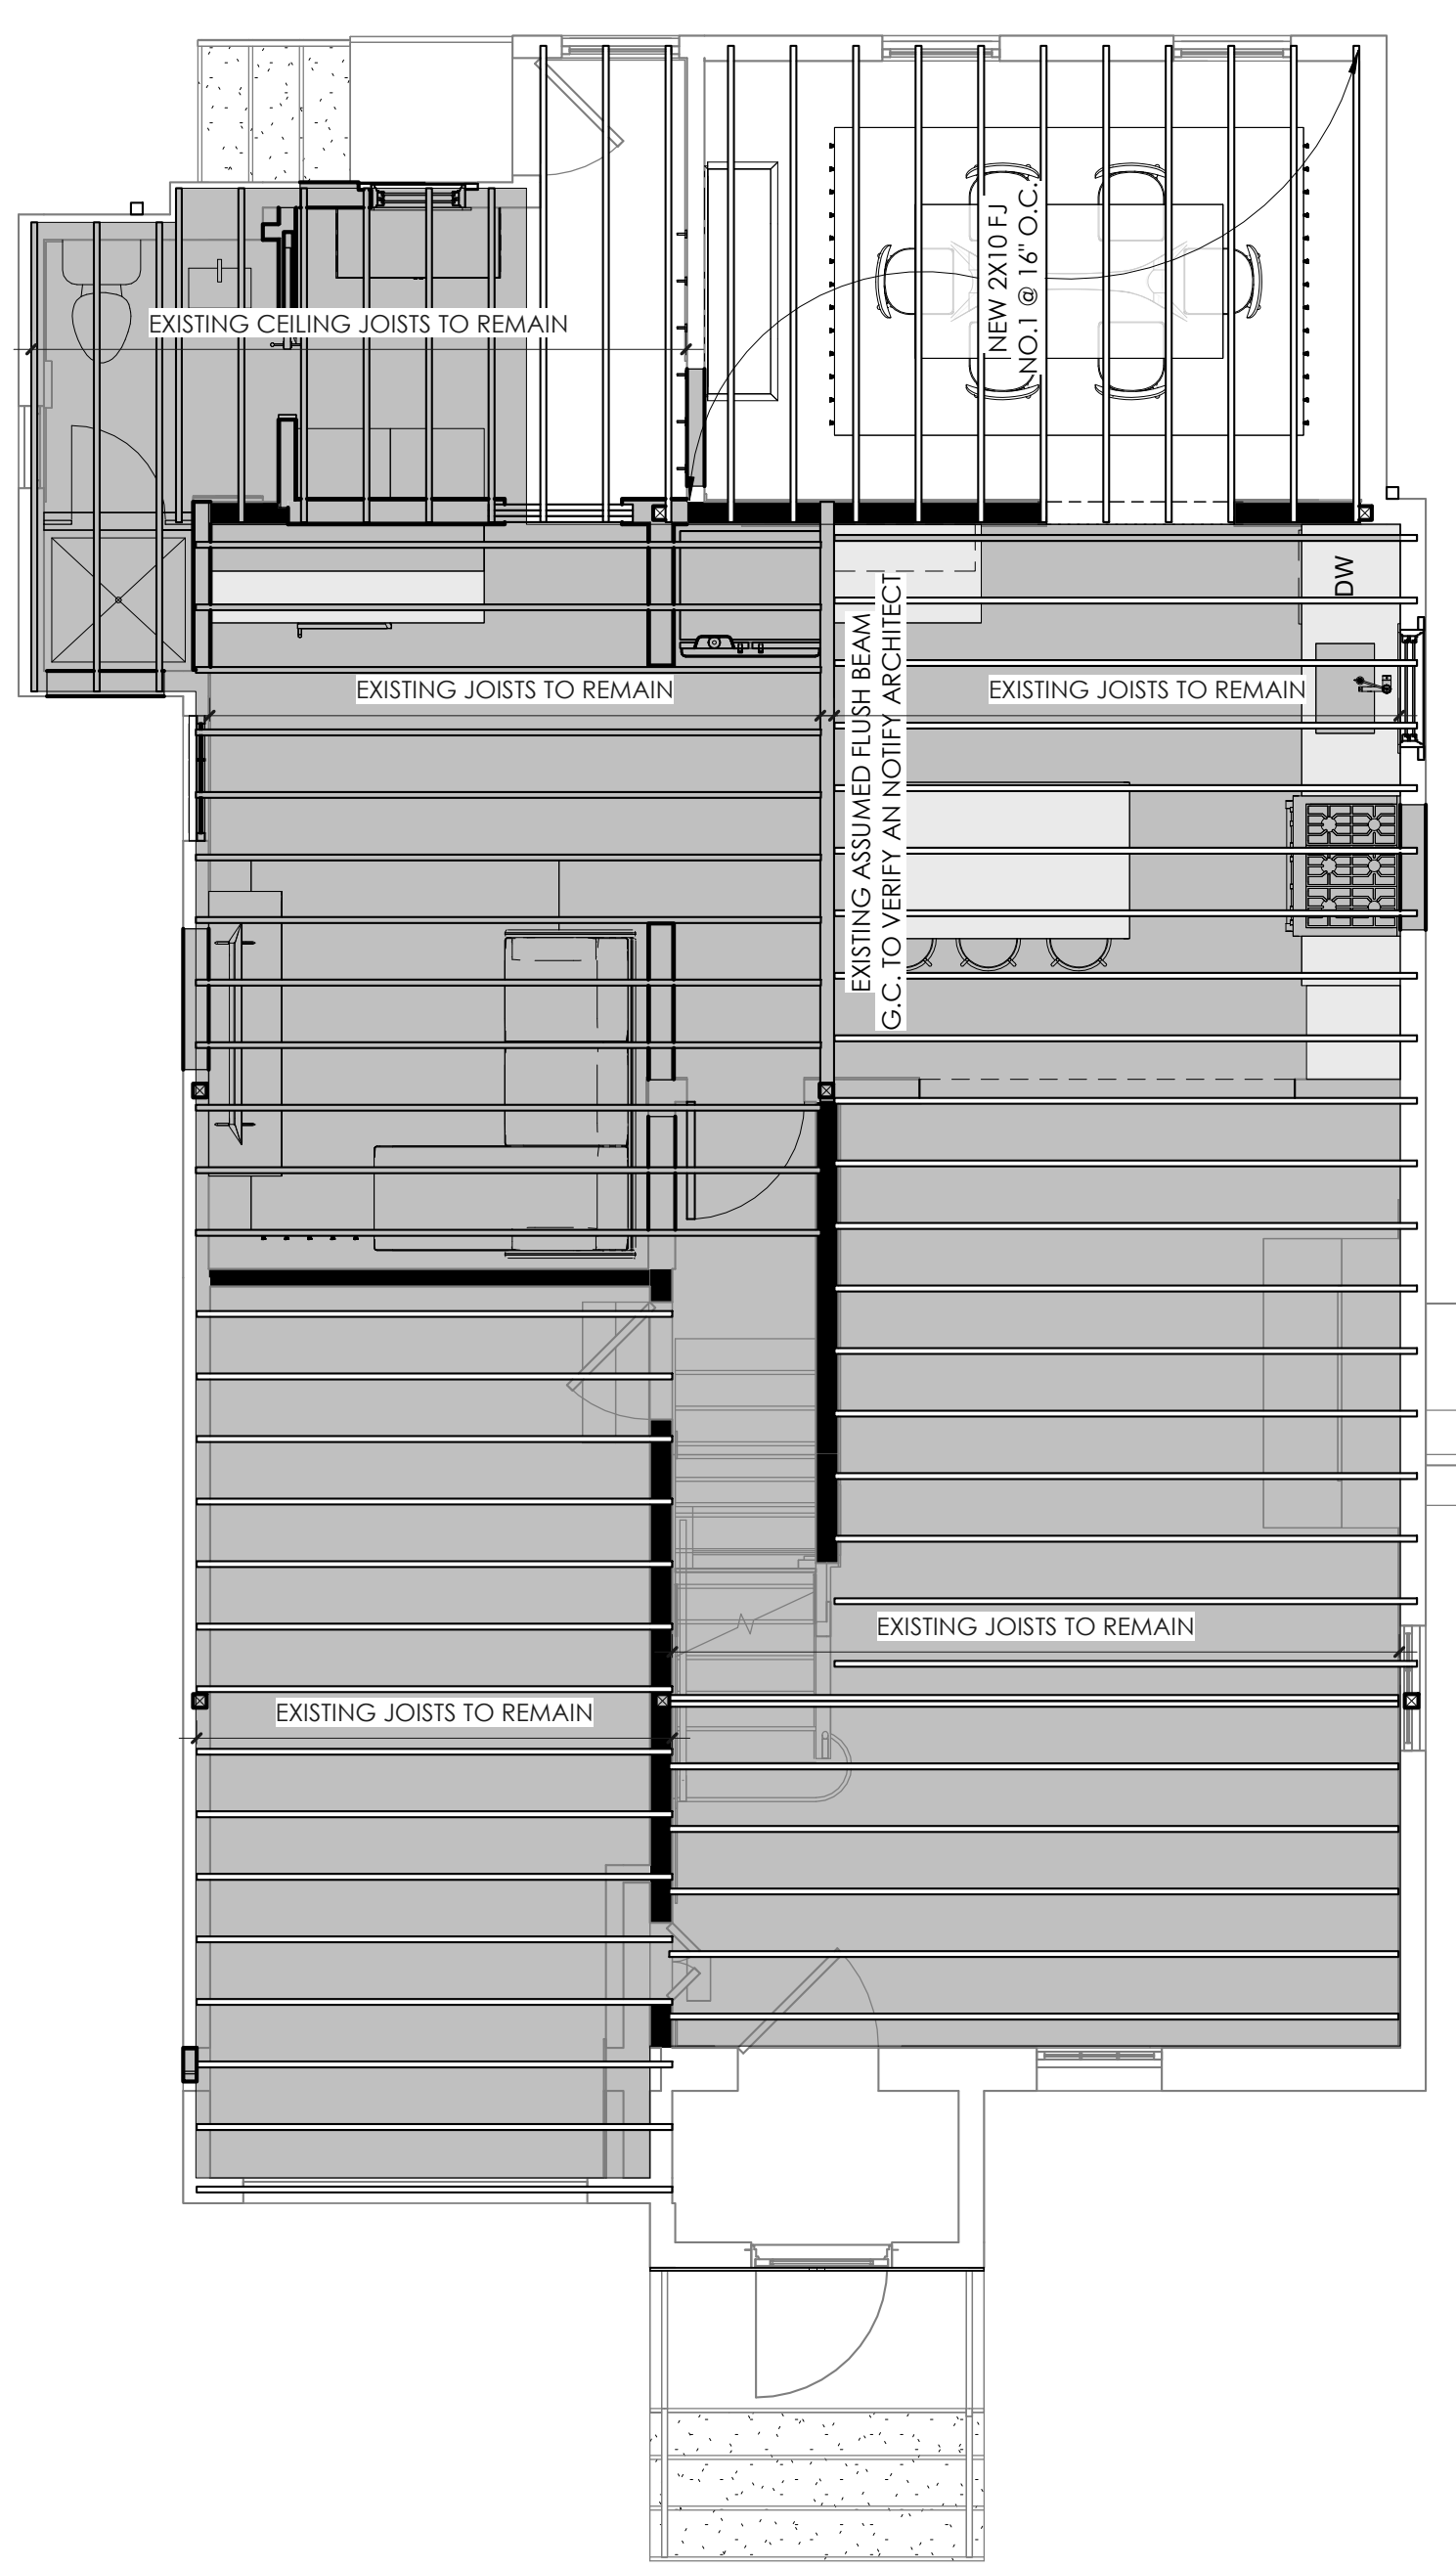 NEW 2X10 FJ
NO.1 @ 16" O.C.
EXISTING CEILING JOISTS TO REMAIN
DW
EXISTING JOISTS TO REMAIN
EXISTING ASSUMED FLUSH BEAM
G.C. TO VERIFY AN NOTIFY ARCHITECT
EXISTING JOISTS TO REMAIN
EXISTING JOISTS TO REMAIN
EXISTING JOISTS TO REMAIN